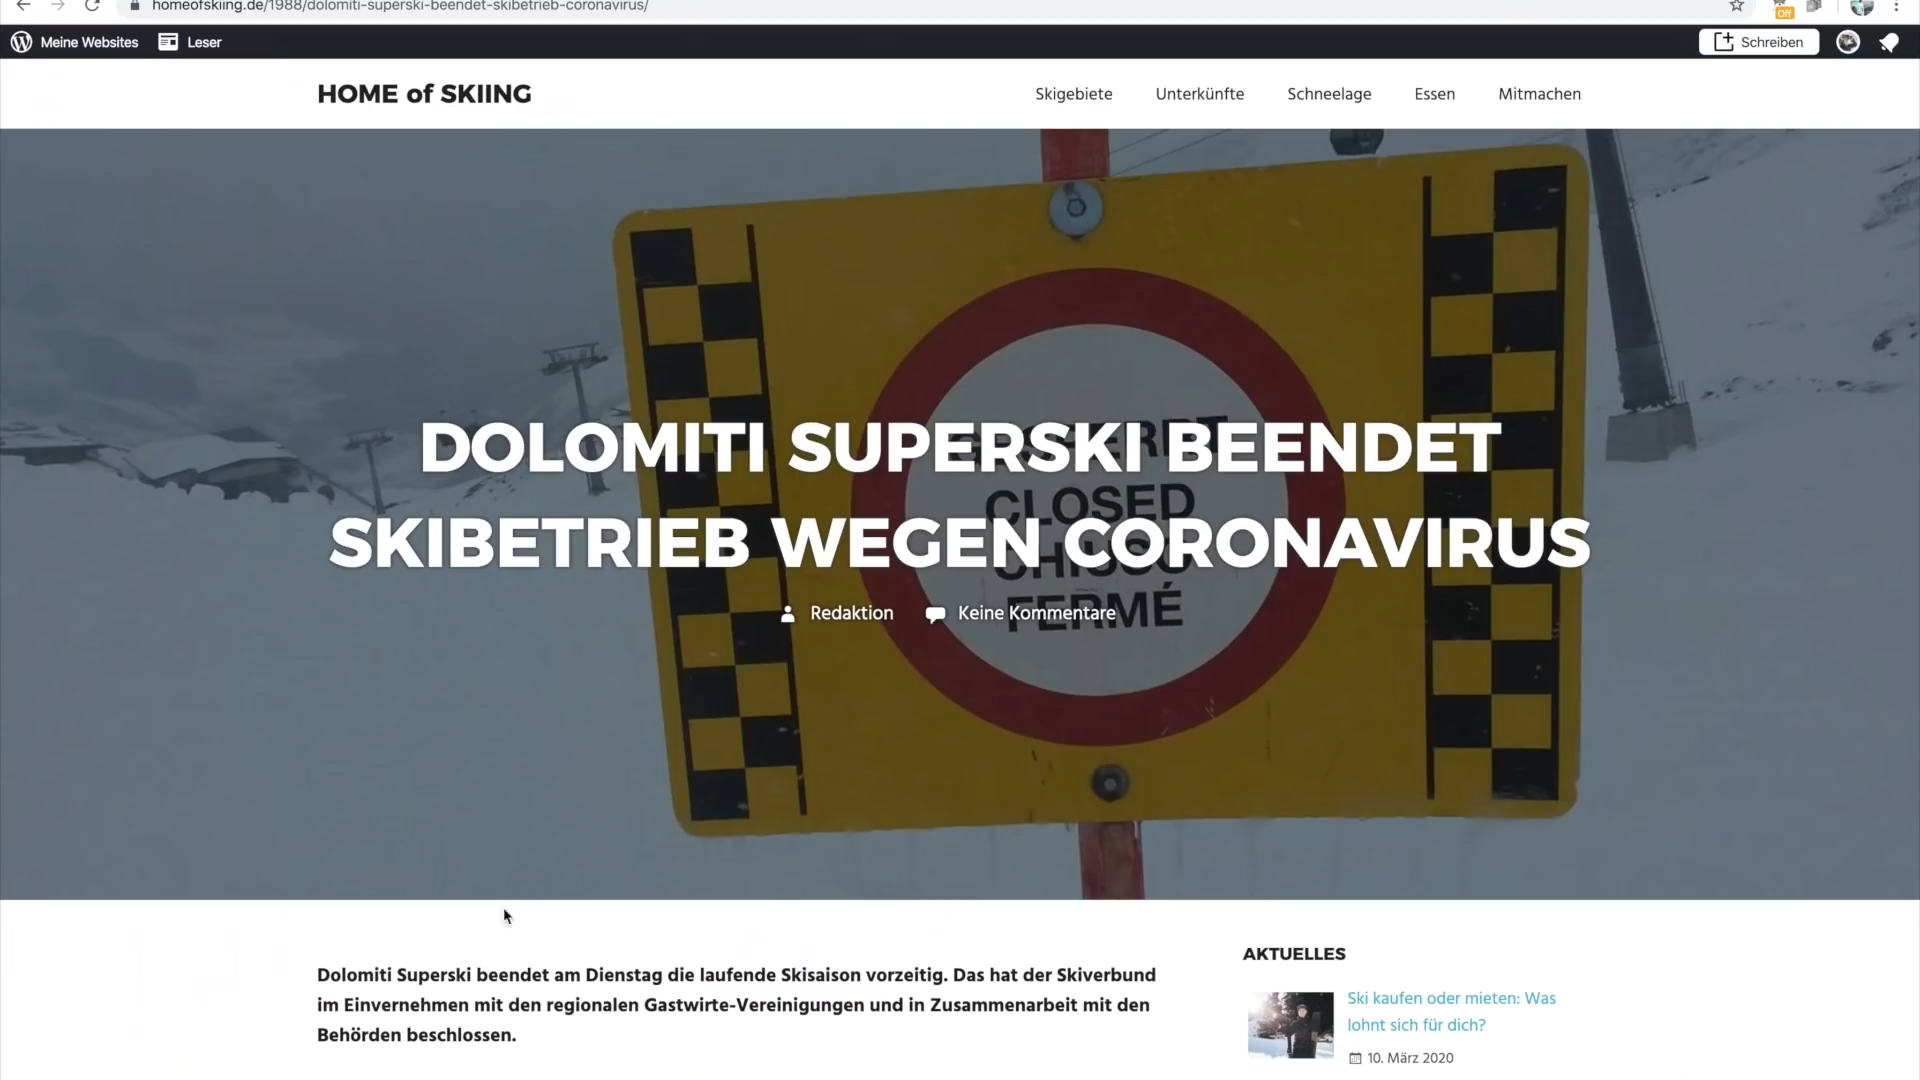 homeofskiing.de/1988/dolomiti-superski-beendet-skibetrieb-coronavirus/
Off
Meine Websites
Leser
Schreiben
HOME of SKIING
Skigebiete
Unterkünfte
Schneelage
Essen
Mitmachen
DOLOMITI SUPERSKI BEENDET
SKIBETRIEB WEGEN CORONAVIRUS
CLOSED
FERMÉ
Redaktion
Keine Kommentare
Dolomiti Superski beendet am Dienstag die laufende Skisaison vorzeitig. Das hat der Skiverbund
im Einvernehmen mit den regionalen Gastwirte-Vereinigungen und in Zusammenarbeit mit den
Behörden beschlossen.
AKTUELLES
Ski kaufen oder mieten: Was
lohnt sich für dich?
10. März 2020